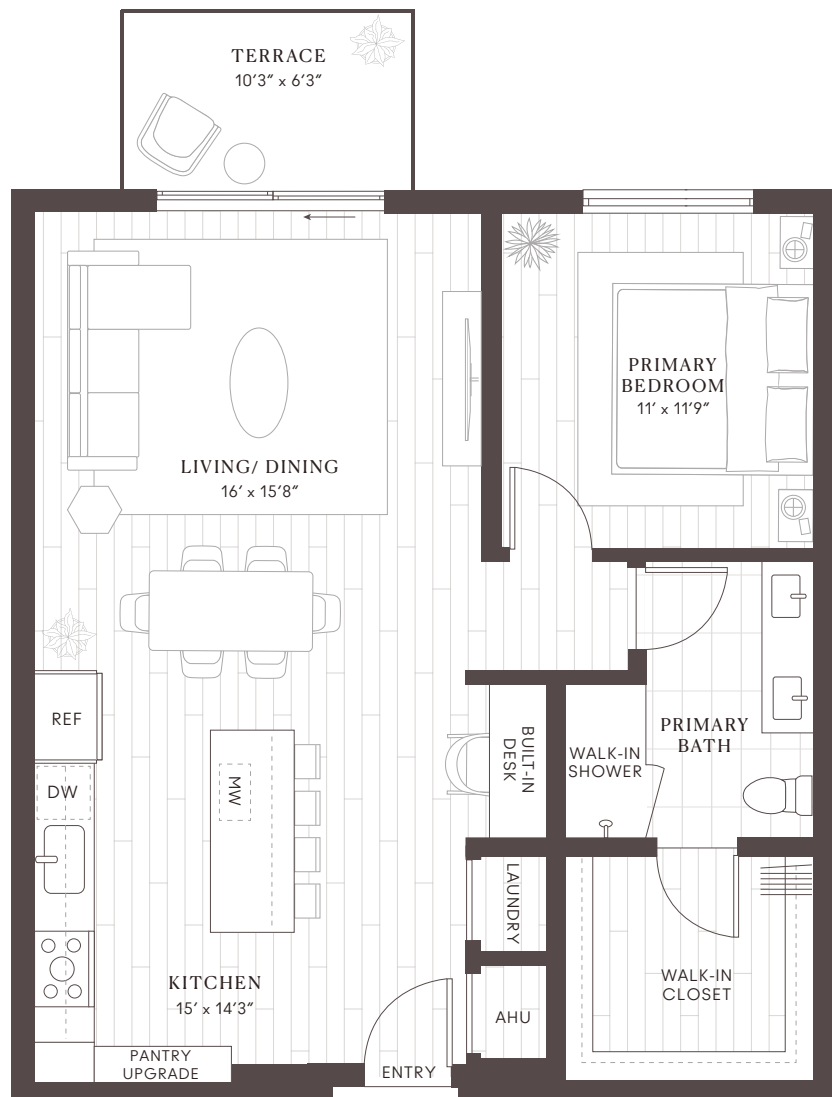 TERRACE
10'3" x 6'3"
PRIMARY
BEDROOM
11' x 11'9"
LIVING/ DINING
16' x 15'8"
REF
DW
MW
BUILT-IN
DESK
WALK-IN
SHOWER
PRIMARY
BATH
LAUNDRY
KITCHEN
15' x 14'3"
WALK-IN
CLOSET
AHU
PANTRY
UPGRADE
ENTRY